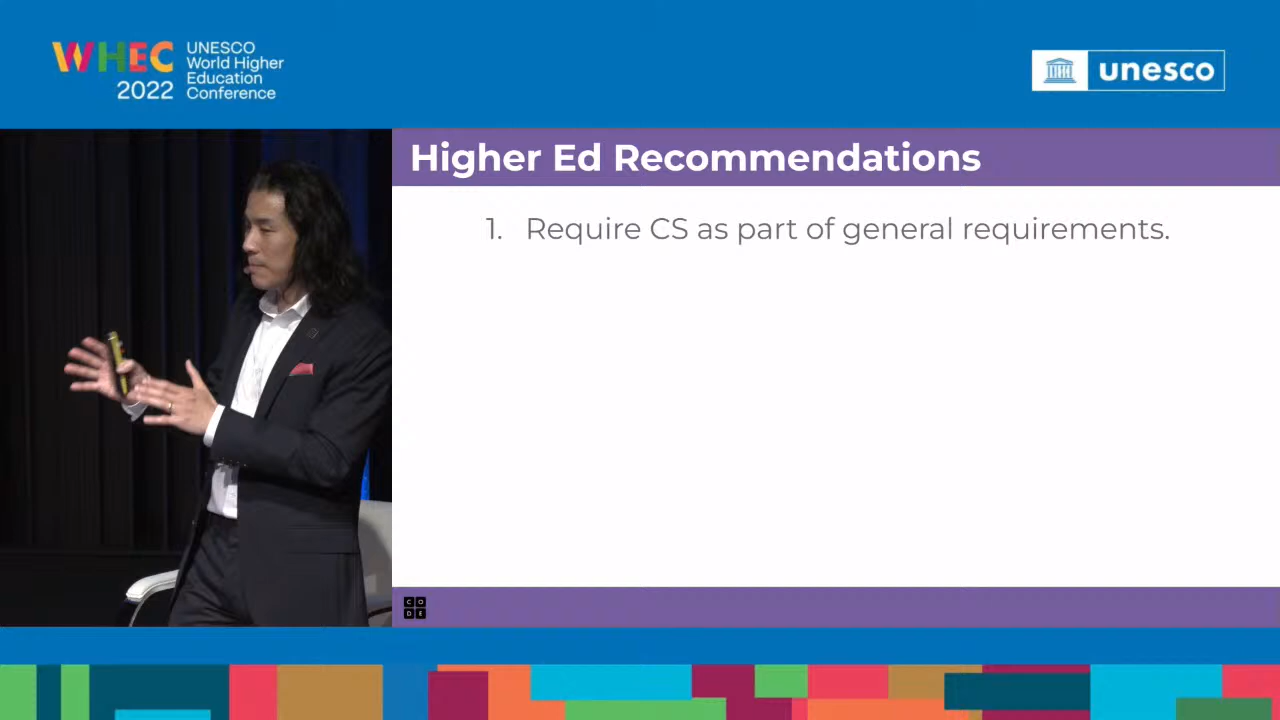 WHEC
2022
UNESCO
World Higher
Education
Conference
unesco
Higher Ed Recommendations
1. Require CS as part of general requirements.
C O
D E